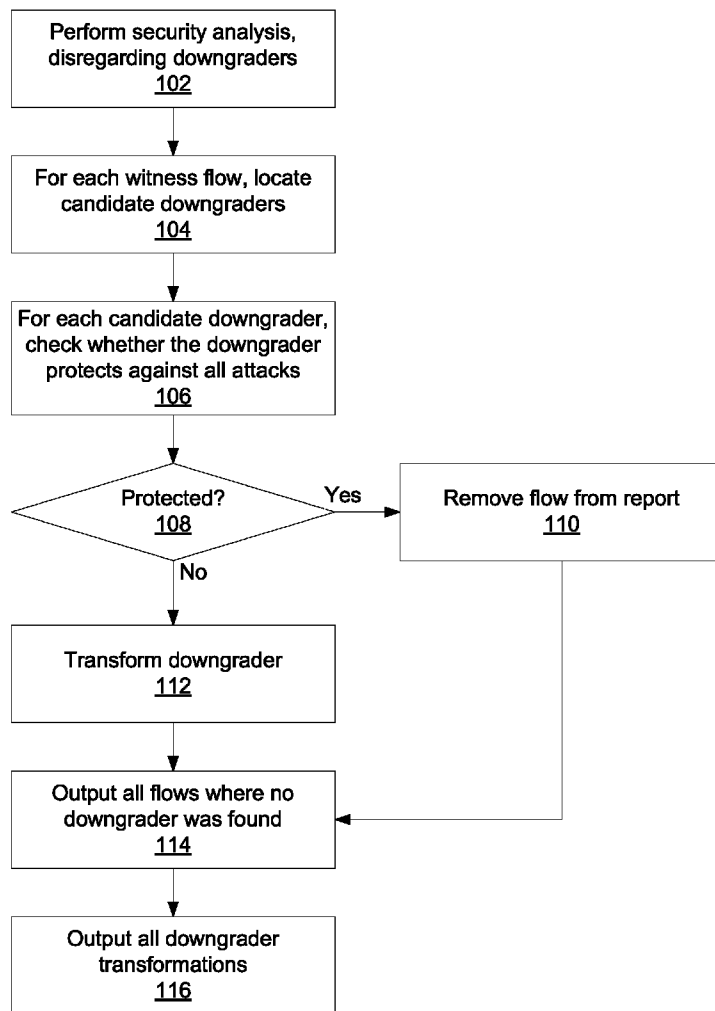 Perform security analysis,
disregarding downgraders
102
For each witness flow, locate
candidate downgraders
104
For each candidate downgrader,
check whether the downgrader
protects against all attacks
106
Protected?
108
Yes
Remove flow from report
110
No
Transform downgrader
112
Output all flows where no
downgrader was found
114
Output all downgrader
transformations
116